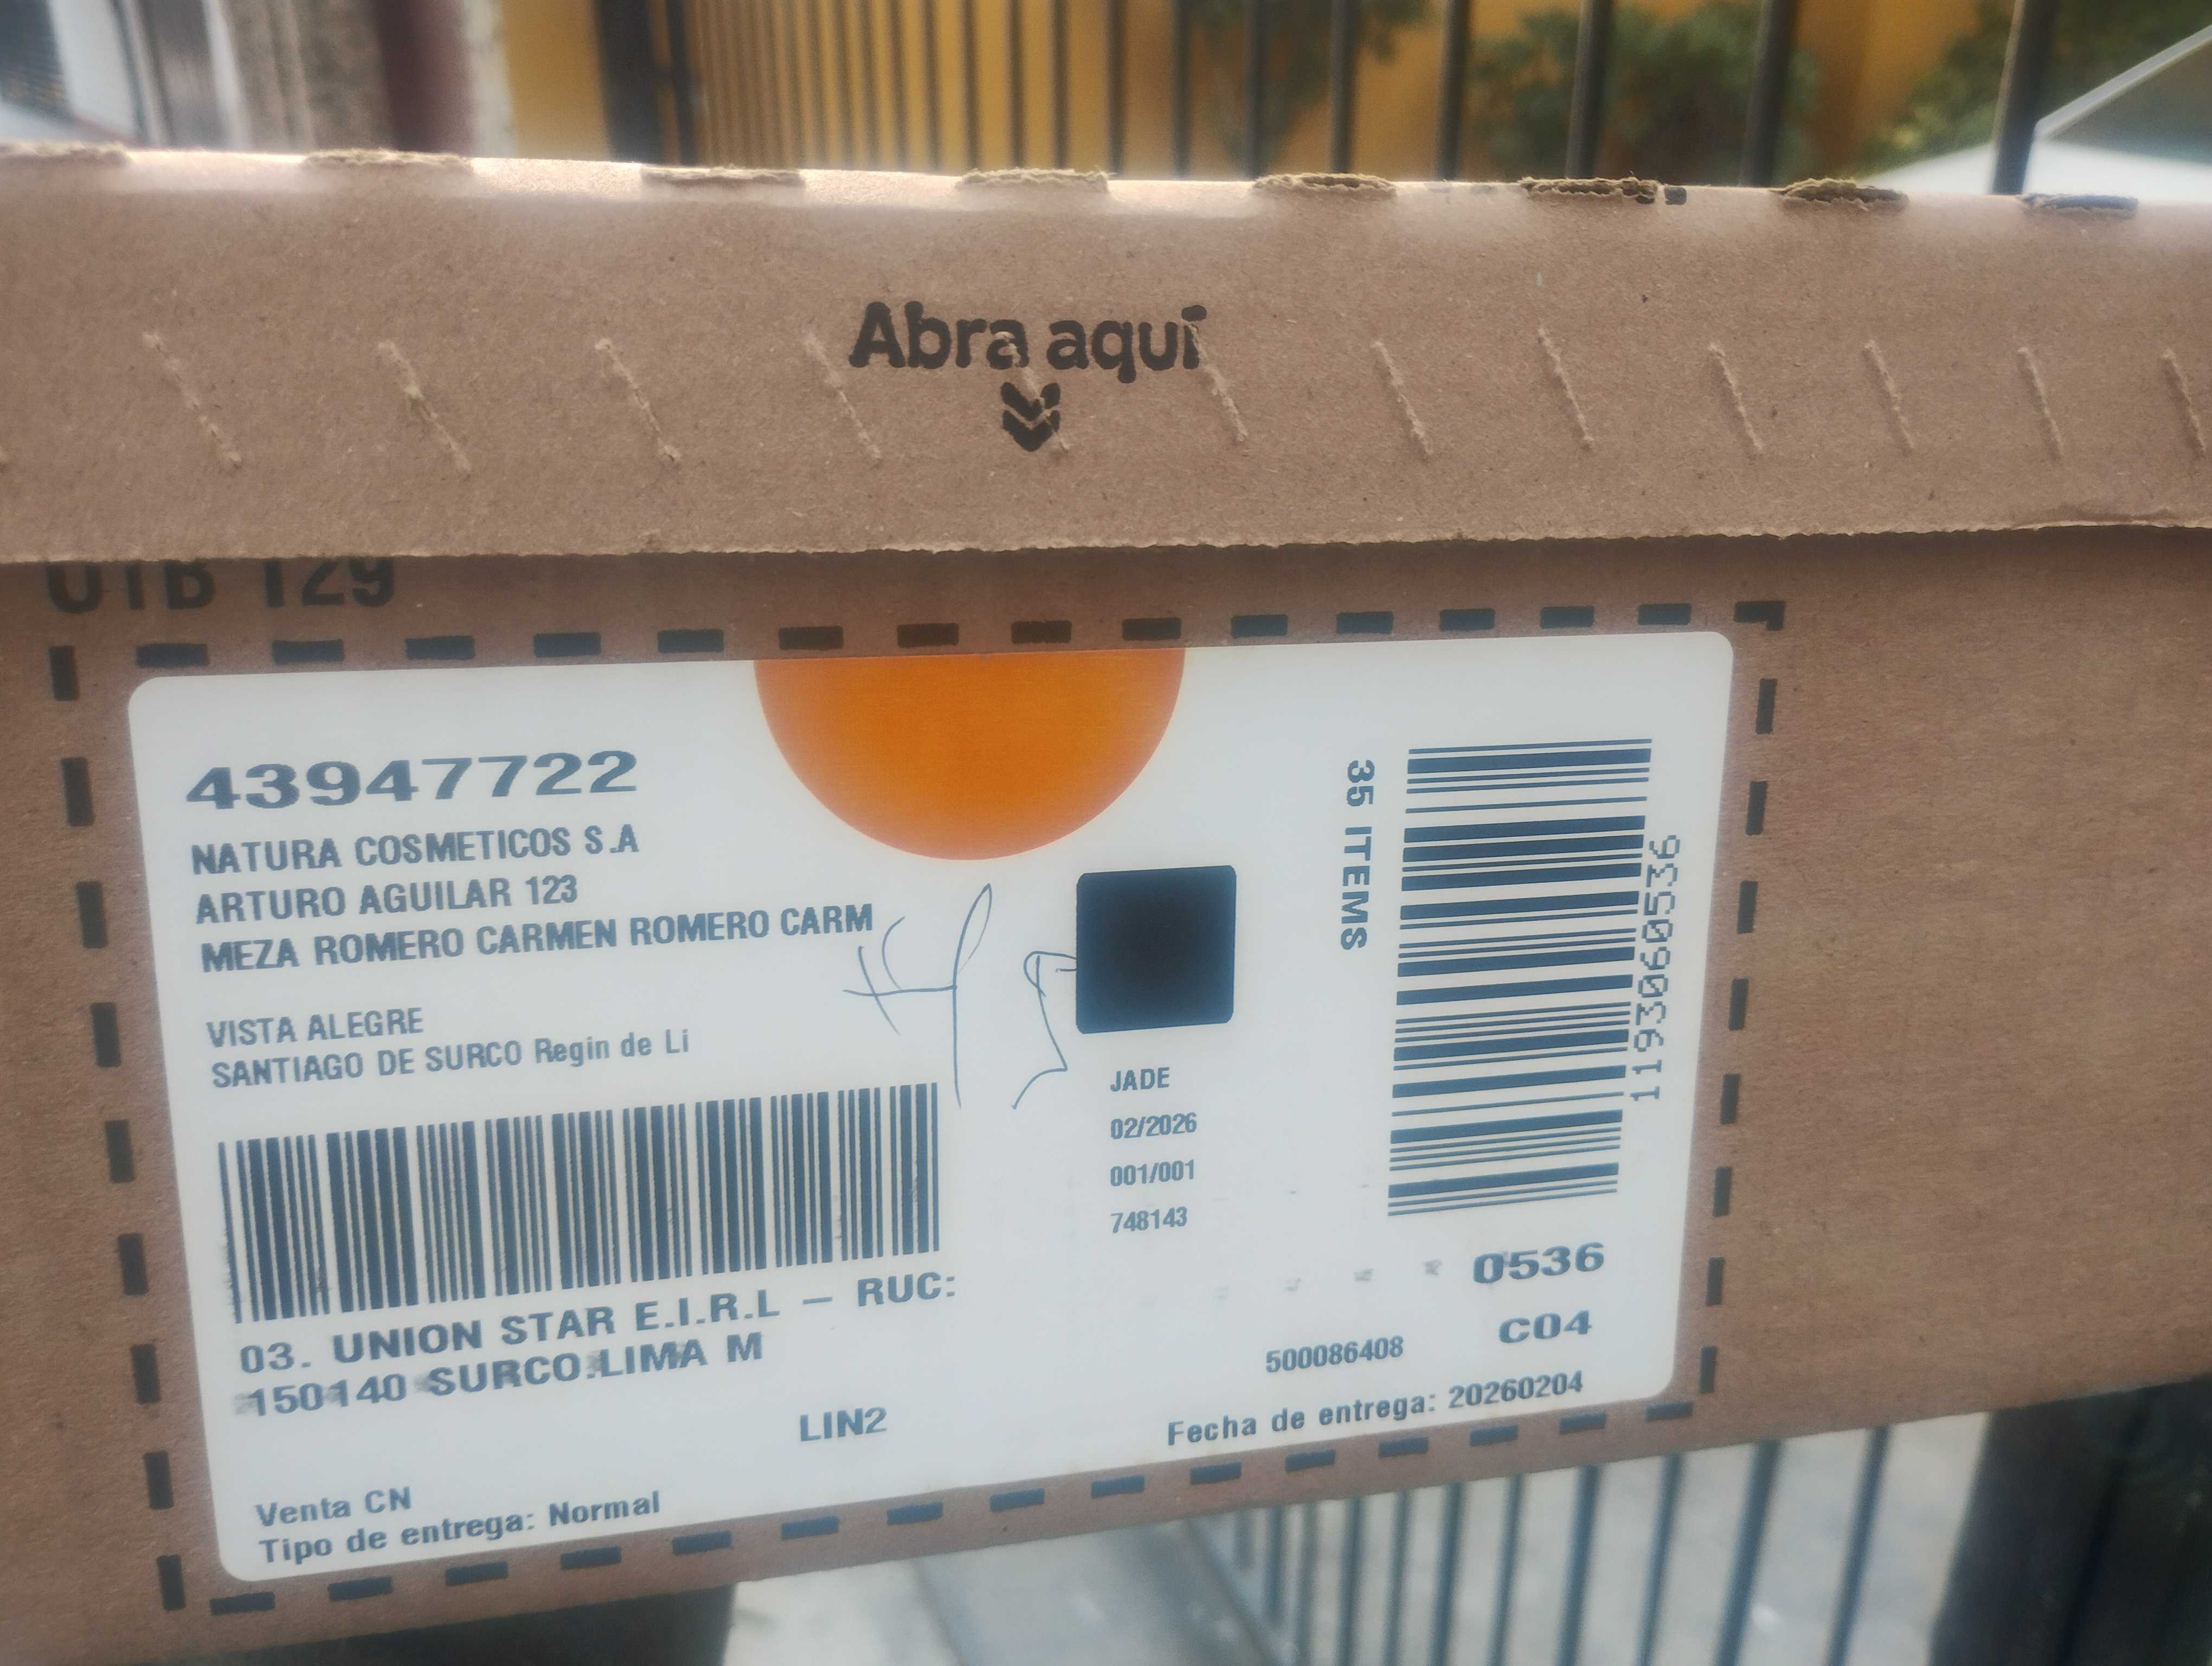 Abra aquí
UTB 129
43947722
NATURA COSMETICOS S.A
ARTURO AGUILAR 123
MEZA ROMERO CARMEN ROMERO CARM
VISTA ALEGRE
SANTIAGO DE SURCO Regin de Li
03. UNION STAR E.I.R.L – RUC:
150140 SURCO.LIMA M
LIN2
Venta CN
Tipo de entrega: Normal
JADE
02/2026
001/001
748143
35 ITEMS
1193060536
0536
C04
500086408
Fecha de entrega: 20260204